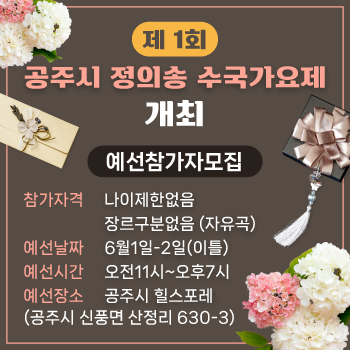 제 1회
공주시 정의송 수국가요제
개최
예선참가자모집
참가자격 나이제한없음
장르구분없음 (자유곡)
예선날짜 6월1일-2일(이틀)
예선시간 오전11시~오후7시
예선장소 공주시 힐스포레
(공주시 신풍면 산정리 630-3)